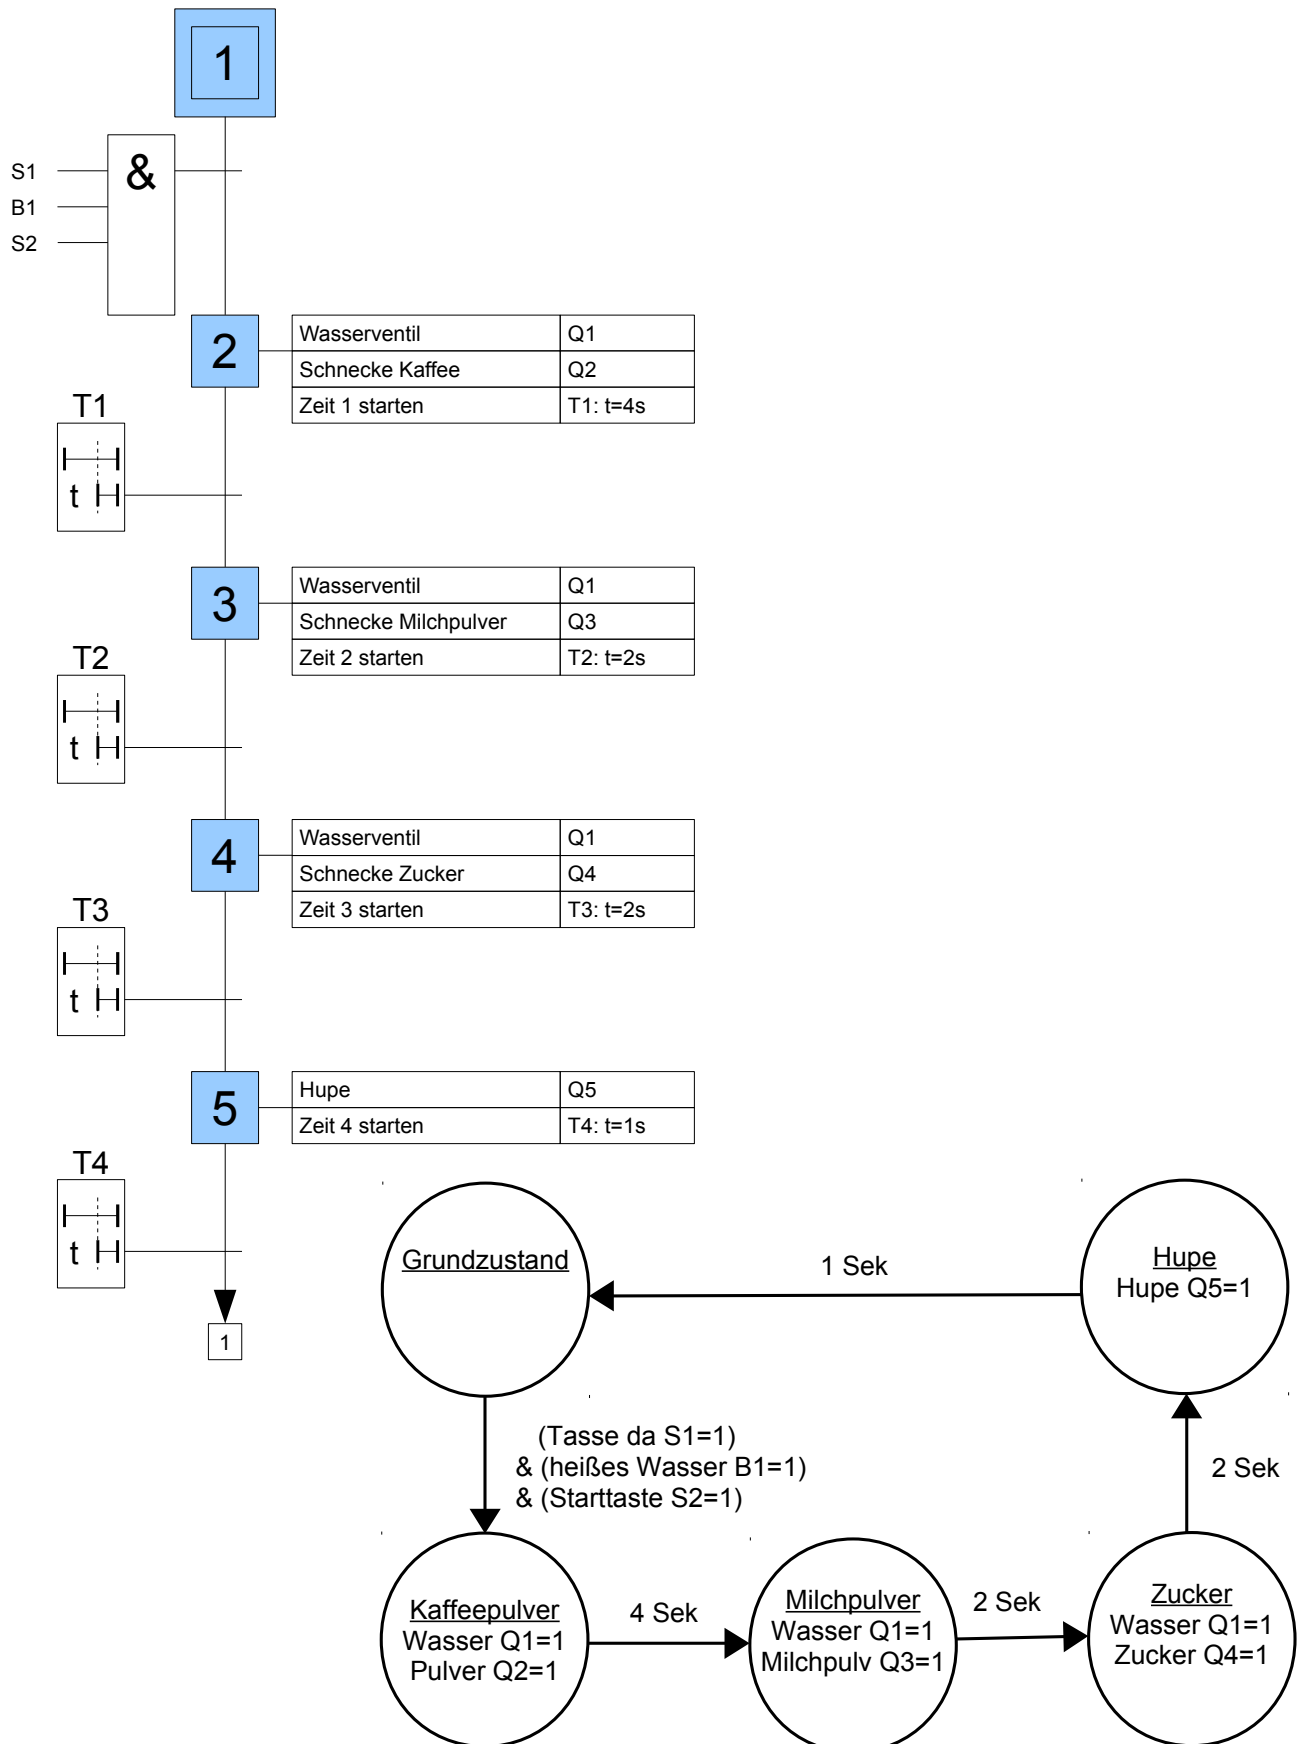 1
&
S1
B1
S2
2
Wasserventil Q1
Schnecke Kaffee Q2
Zeit 1 starten T1: t=4s
T1
t
3
Wasserventil Q1
Schnecke Milchpulver Q3
Zeit 2 starten T2: t=2s
T2
t
4
Wasserventil Q1
Schnecke Zucker Q4
Zeit 3 starten T3: t=2s
T3
t
5
Hupe Q5
Zeit 4 starten T4: t=1s
T4
t
1
Grundzustand
1 Sek
Hupe
Hupe Q5=1
(Tasse da S1=1)
& (heißes Wasser B1=1)
& (Starttaste S2=1)
2 Sek
Kaffeepulver
Wasser Q1=1
Pulver Q2=1
4 Sek
Milchpulver
Wasser Q1=1
Milchpulv Q3=1
2 Sek
Zucker
Wasser Q1=1
Zucker Q4=1